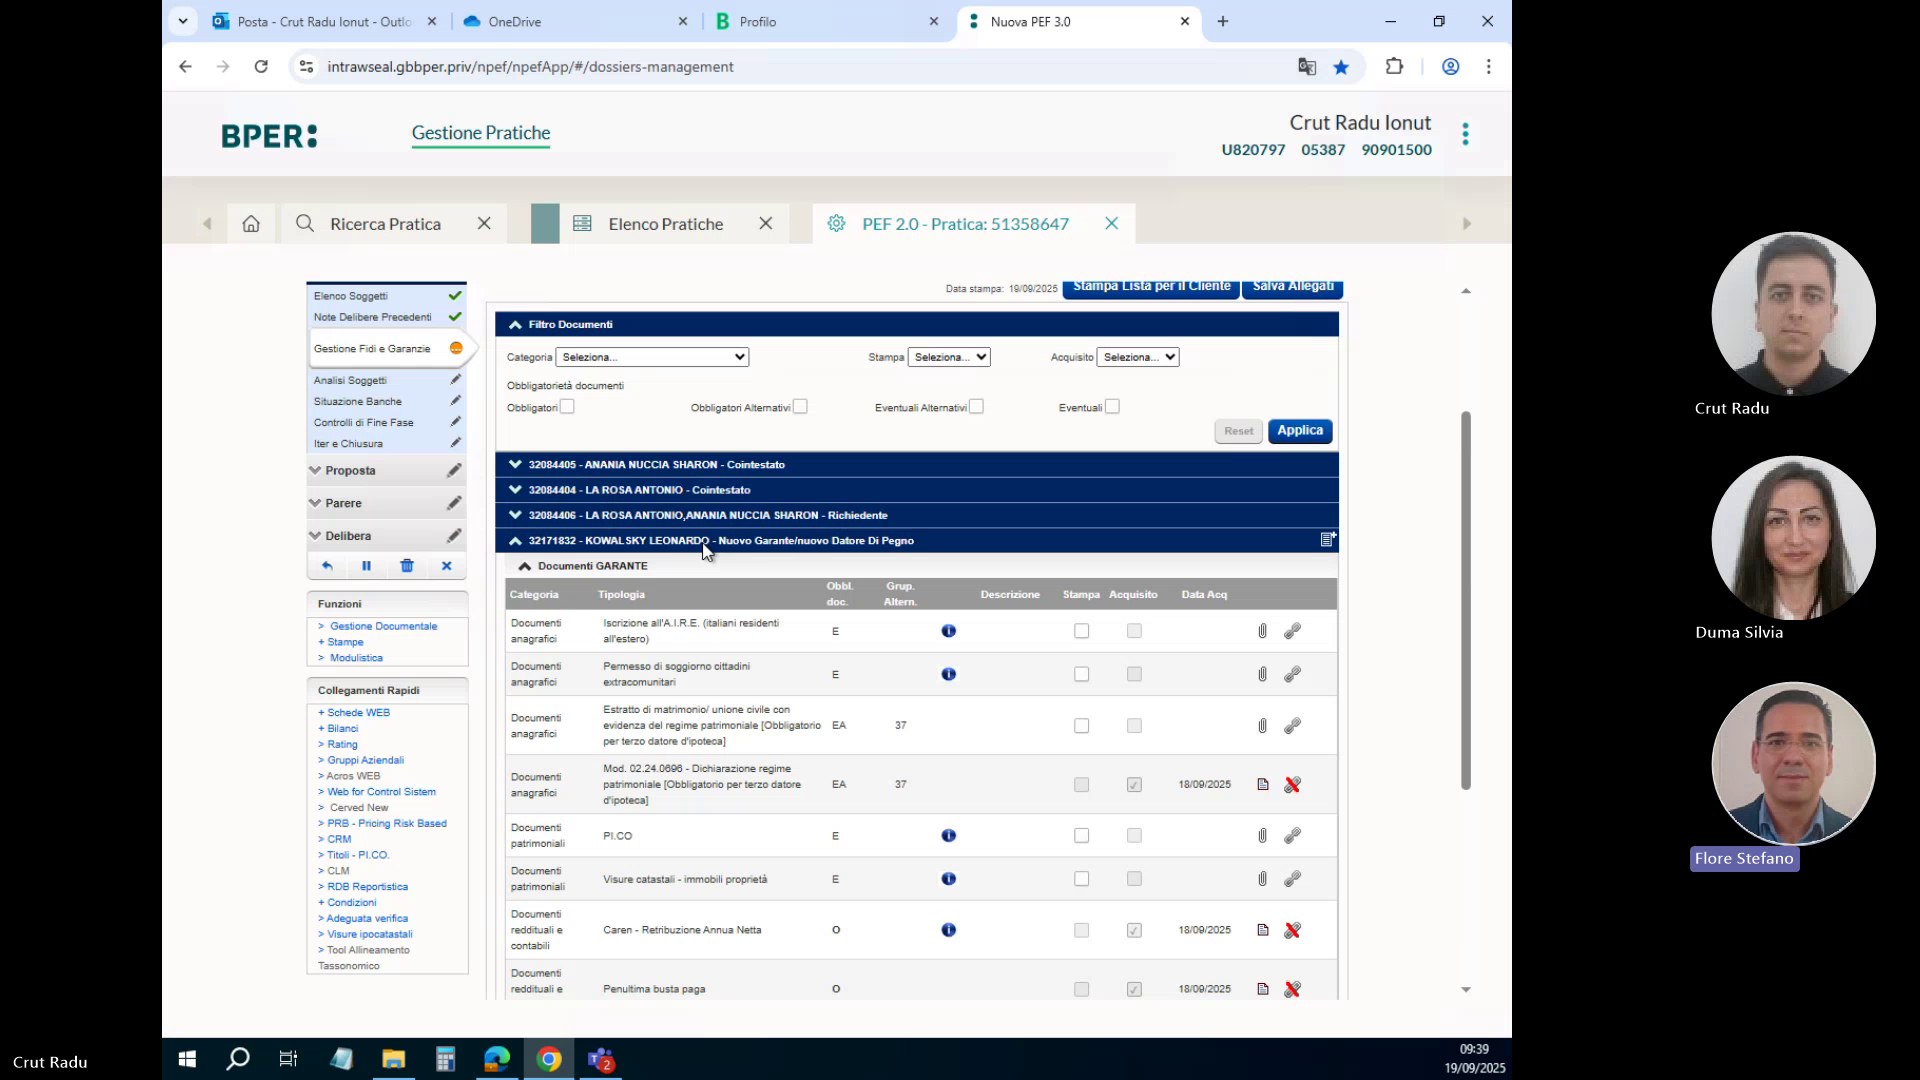 Posta - Crut Radu Ionut - Outlo
OneDrive
Profilo
Nuova PEF 3.0
intrawseal.gbbper.priv/npef/npefApp/#/dossiers-management
BPER:
Gestione Pratiche
Crut Radu Ionut
U820797 05387 90901500
Ricerca Pratica
Elenco Pratiche
PEF 2.0 - Pratica: 51358647
Elenco Soggetti
Note Delibere Precedenti
Gestione Fidi e Garanzie
Analisi Soggetti
Situazione Banche
Controlli di Fine Fase
Iter e Chiusura
Proposta
Parere
Delibera
Funzioni
> Gestione Documentale
+ Stampe
> Modulistica
Collegamenti Rapidi
+ Schede WEB
+ Bilanci
> Rating
> Gruppi Aziendali
> Acros WEB
> Web for Control Sistem
> Cerved New
> PRB - Pricing Risk Based
> CRM
> Titoli - PI.CO.
> CLM
> RDB Reportistica
+ Condizioni
> Adeguata verifica
> Visure ipocatastali
> Tool Allineamento
Tassonomico
Data stampa: 19/09/2025
Stampa Lista per il Cliente
Salva Allegati
Filtro Documenti
Categoria Seleziona... Stampa Seleziona... Acquisito Seleziona...
Obbligatorietà documenti
Obbligatori Obbligatori Alternativi Eventuali Alternativi Eventuali
Reset Applica
32084405 - ANANIA NUCCIA SHARON - Cointestato
32084404 - LA ROSA ANTONIO - Cointestato
32084406 - LA ROSA ANTONIO,ANANIA NUCCIA SHARON - Richiedente
32171832 - KOWALSKY LEONARDO - Nuovo Garante/nuovo Datore Di Pegno
Documenti GARANTE
Categoria Tipologia Obbl. doc. Grup. Altern. Descrizione Stampa Acquisito Data Acq
Documenti anagrafici Iscrizione all'A.I.R.E. (italiani residenti all'estero) E
Documenti anagrafici Permesso di soggiorno cittadini extracomunitari E
Documenti anagrafici Estratto di matrimonio/ unione civile con evidenza del regime patrimoniale [Obbligatorio per terzo datore d'ipoteca] EA 37
Documenti anagrafici Mod. 02.24.0696 - Dichiarazione regime patrimoniale [Obbligatorio per terzo datore d'ipoteca] EA 37 18/09/2025
Documenti patrimoniali PI.CO E
Documenti patrimoniali Visure catastali - immobili proprietà E
Documenti reddituali e contabili Caren - Retribuzione Annua Netta O 18/09/2025
Documenti reddituali e Penultima busta paga O 18/09/2025
Crut Radu
Duma Silvia
Flore Stefano
Crut Radu
2
09:39
19/09/2025